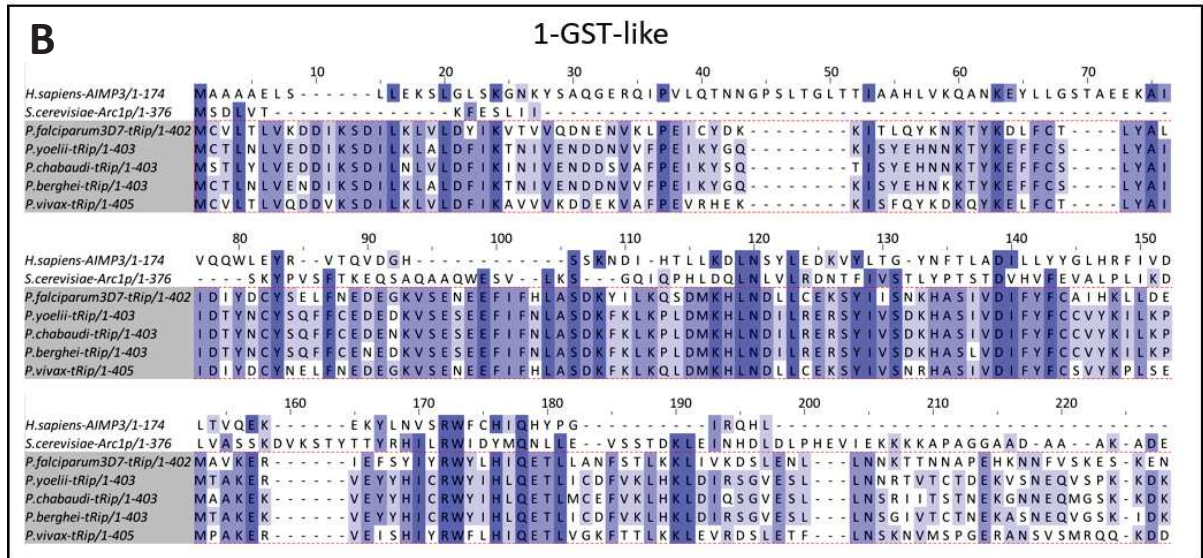 B
1-GST-like
10 20 30 40 50 60 70
H.sapiens-AIMP3/1-174 MAAAAELS------LLEKSLGLSKGNKYSAQGERQIPVLQTNNGPSLTGLTTIAAHLVKQANKEYLLGSTAEEKAI
S.cerevisiae-Arc1p/1-376 MSDLVT--------------KFESLII-------------------------------------------------
P.falciparum3D7-tRip/1-402 MCVLTLVKDDIKSDILKLVLDYIKVTVVQDNENVKLPEICYDK--------KITLQYKNKTYKDLFCT----LYAL
P.yoelii-tRip/1-403 MCTLNLVEDDIKSDILKLALDFIKTNIVENDDNVVFPEIKYGQ--------KISYEHNNKTYKEFFCS----LYAI
P.chabaudi-tRip/1-403 MSTLYLVEDDIKSDILNLVLDFIKTNIVENDDSVAFPEIKYGQ--------TISYEHNNKTYKEFFCS----LYAI
P.berghei-tRip/1-403 MCTLNLVENDIKSDILKLALDFIKTNIVENDDNVVFPEIKYGQ--------KISYEHNKKTYKEFFCS----LYAI
P.vivax-tRip/1-405 MCVLTLVQDDVKSDILKLVLDFIKAVVVKDDEKVAFPEVRHEK--------KISFQYKDKQYKELFCT----LYAI
80 90 100 110 120 130 140 150
H.sapiens-AIMP3/1-174 VQQWLEYR--VTQVDGH------------SSKNDI-HTLLKDLNSYLEDKVYLTG-YNFTLADILLYYGLHRFIVD
S.cerevisiae-Arc1p/1-376 ----SKYPVSFTKEQSAQAAQWESV--LKS----GQIQPHLDQLNLVLRDNTFIVSTLYPTSTDVHVFEVALPLIKD
P.falciparum3D7-tRip/1-402 IDIYDCYSELFNEDEGKVSENEEFIFHLASDKYILKQSDMKHLNDLLCEKSYIISNKHASIVDIFYFCAIHKLLDE
P.yoelii-tRip/1-403 IDTYNCYSQFFCEDEDKVSESEEFIFNLASDKFKLKPLDMKHLNDILRERSYIVSDKHASIVDIFYFCCVYKILKP
P.chabaudi-tRip/1-403 IDTYNCYSQFFCEDENKVSESEEFIFNLASDKFKLKPLDMKHLNDILRERSYIVSDKHASIVDIFYFCCVYKILKP
P.berghei-tRip/1-403 IDTYNCYSQFFCENEDKVSESEEFIFNLASDKFKLKPLDMKHLNDILRERSYIVSDKHASLVDIFYFCCVYKILKP
P.vivax-tRip/1-405 IDIYDCYNELFNEDEGKVSENEEFIFHLASDKFKLKQLDMKHLNDLLCEKSYIVSNRHASIVDIFYFCSVYKPLSE
160 170 180 190 200 210 220
H.sapiens-AIMP3/1-174 LTVQEK------EKYLNVSRWFCHIQHYPG----------IRQHL
S.cerevisiae-Arc1p/1-376 LVASSKDVKSTYTTYRHILRWIDYMQNLLE--VSSTDKLEINHDLDLPHEVIEKKKKAPAGGAAD-AA--AK-ADE
P.falciparum3D7-tRip/1-402 MAVKER------IEFSYIYRWYLHIQETLLANFSTLKKLIVKDSLENL---LNNKTTNNAPEHKNNFVSKES-KEN
P.yoelii-tRip/1-403 MTAKER------VEYYHICRWYIHLQETLICDFVKLHKLDIRSGVESL---LNNRTVTCTDEKVSNEQVSPK-KDK
P.chabaudi-tRip/1-403 MAAKEK------VEYYHICRWYIHLQETLMCEFVKLHKLDIQSGVESL---LNSRIITSTNEKGNNEQMGSK-KDK
P.berghei-tRip/1-403 MTAKEK------VEYYHICRWYIHLQETLICDFVKLHKLDIRSGVESL---LNSGIVTCTNEKASNEQVGSK-IDK
P.vivax-tRip/1-405 MPAKER------VEISHIYRWFLHIQETLVGKFTTLKKLEVRDSLETF---LNSKNVMSPGERANSVSMRQQ-KDD